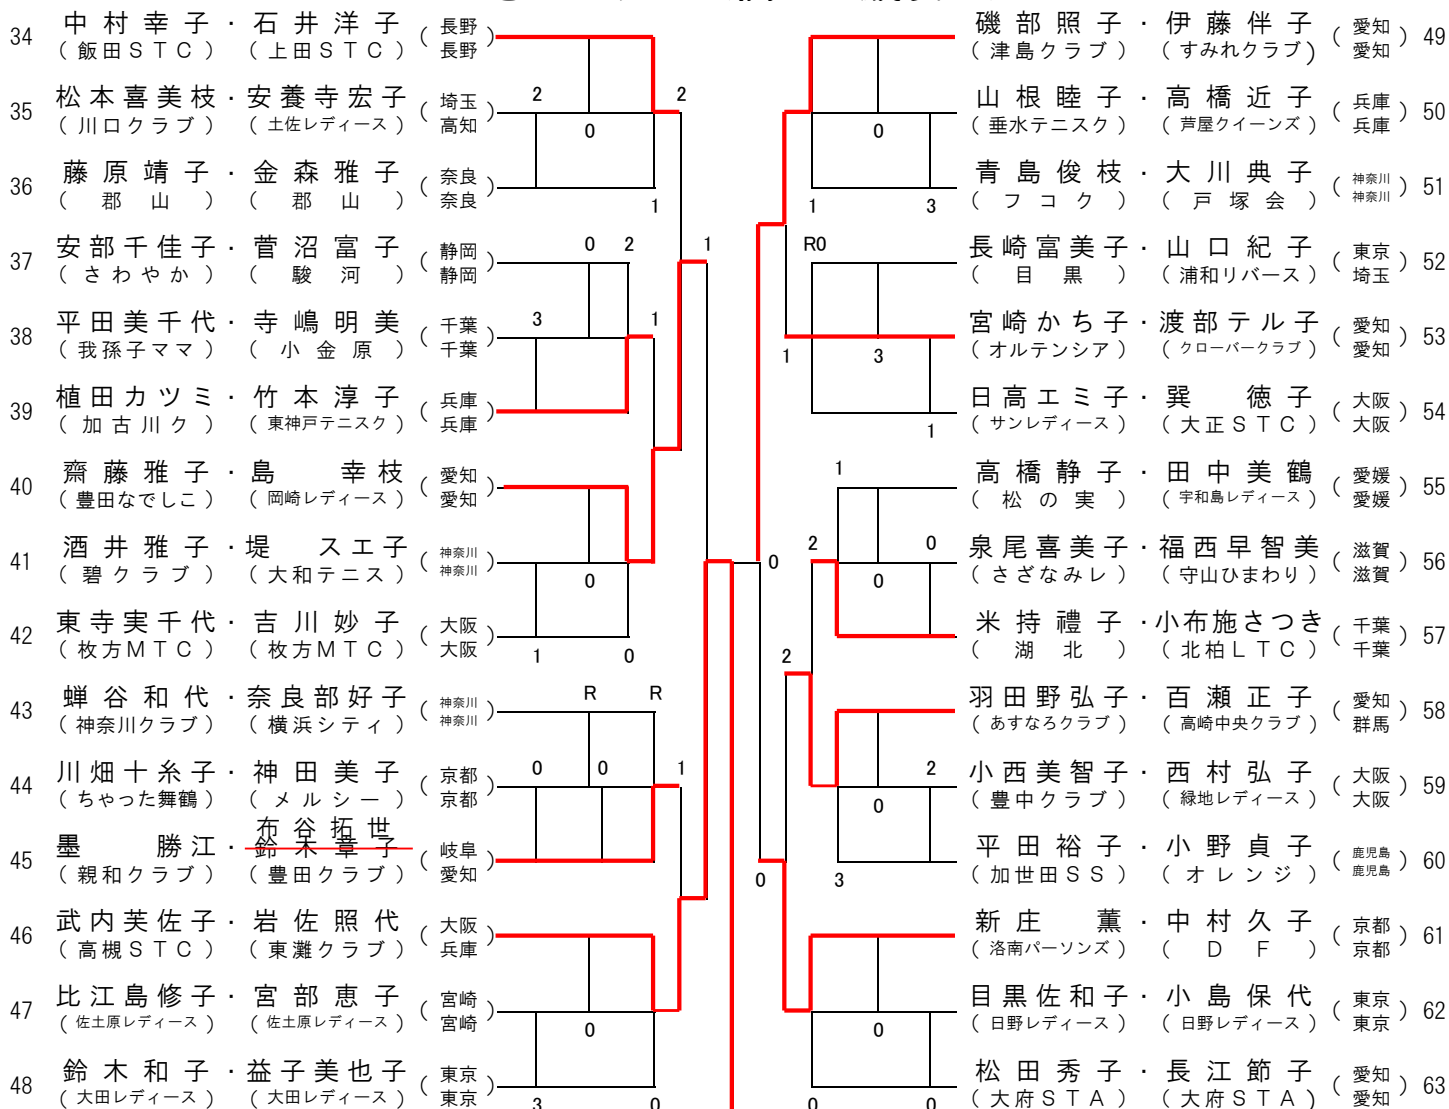 34 中村幸子・石井洋子 (長野
(飯田STC) (上田STC) 長野)
2 2
35 松本喜美枝・安養寺宏子 (埼玉
(川口クラブ) (土佐レディース) 高知)
0
36 藤原靖子・金森雅子 (奈良
(郡山) (郡山) 奈良)
1
0 2 1
37 安部千佳子・菅沼富子 (静岡
(さわやか) (駿河) 静岡)
3 1
38 平田美千代・寺嶋明美 (千葉
(我孫子ママ) (小金原) 千葉)
39 植田カツミ・竹本淳子 (兵庫
(加古川ク) (東神戸テニスク) 兵庫)
40 齋藤雅子・島 幸枝 (愛知
(豊田なでしこ) (岡崎レディース) 愛知)
41 酒井雅子・堤 スエ子 (神奈川
(碧クラブ) (大和テニス) 神奈川)
0 0
42 東寺実千代・吉川妙子 (大阪
(枚方MTC) (枚方MTC) 大阪)
1 0
R R
43 蝉谷和代・奈良部好子 (神奈川
(神奈川クラブ) (横浜シティ) 神奈川)
0 0 1
44 川畑十糸子・神田美子 (京都
(ちゃった舞鶴) (メルシー) 京都)
布谷拓世
45 墨 勝江・鈴木章子 (岐阜
(親和クラブ) (豊田クラブ) 愛知)
46 武内芙佐子・岩佐照代 (大阪
(高槻STC) (東灘クラブ) 兵庫)
47 比江島修子・宮部恵子 (宮崎
(佐土原レディース) (佐土原レディース) 宮崎)
0
48 鈴木和子・益子美也子 (東京
(大田レディース) (大田レディース) 東京)
3 0
磯部照子・伊藤伴子 (愛知 49
(津島クラブ) (すみれクラブ) 愛知)
山根睦子・高橋近子 (兵庫 50
(垂水テニスク) (芦屋クイーンズ) 兵庫)
0
青島俊枝・大川典子 (神奈川 51
(フコク) (戸塚会) 神奈川)
1 3
R0
長崎富美子・山口紀子 (東京 52
(目黒) (浦和リバース) 埼玉)
宮崎かち子・渡部テル子 (愛知 53
(オルテンシア) (クローバークラブ) 愛知)
1 3
日高エミ子・巽 徳子 (大阪 54
(サンレディース) (大正STC) 大阪)
1
1
高橋静子・田中美鶴 (愛媛 55
(松の実) (宇和島レディース) 愛媛)
2 0
泉尾喜美子・福西早智美 (滋賀 56
(さざなみレ) (守山ひまわり) 滋賀)
0
米持禮子・小布施さつき (千葉 57
(湖北) (北柏LTC) 千葉)
2
羽田野弘子・百瀬正子 (愛知 58
(あすなろクラブ) (高崎中央クラブ) 群馬)
2
小西美智子・西村弘子 (大阪 59
(豊中クラブ) (緑地レディース) 大阪)
0
平田裕子・小野貞子 (鹿児島 60
(加世田SS) (オレンジ) 鹿児島)
0 3
新庄 薫・中村久子 (京都 61
(洛南パーソンズ) (DF) 京都)
目黒佐和子・小島保代 (東京 62
(日野レディース) (日野レディース) 東京)
0
松田秀子・長江節子 (愛知 63
(大府STA) (大府STA) 愛知)
0 0